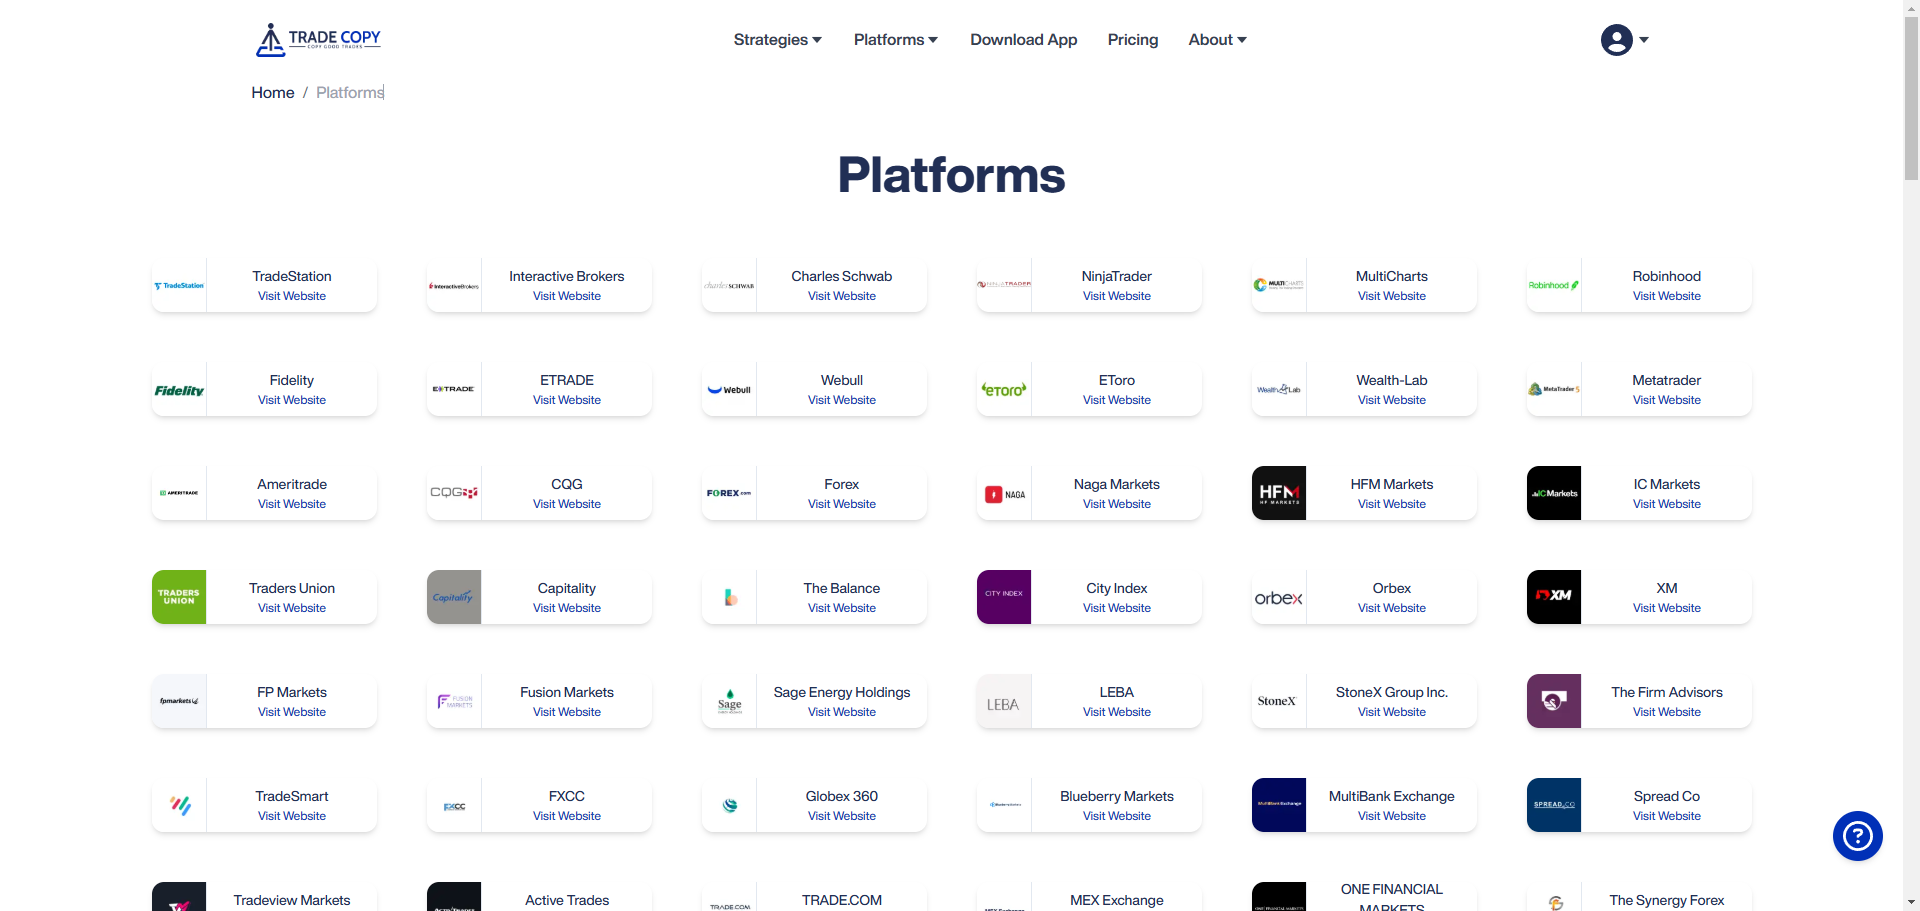 TRADE COPY
COPY GOOD TRADES
Strategies
Platforms
Download App
Pricing
About
Home / Platforms
Platforms
TradeStation
TradeStation
Visit Website
InteractiveBrokers
Interactive Brokers
Visit Website
charles SCHWAB
Charles Schwab
Visit Website
NINJATRADER
NinjaTrader
Visit Website
MULTICHARTS
MultiCharts
Visit Website
Robinhood
Robinhood
Visit Website
Fidelity
Fidelity
Visit Website
E*TRADE
ETRADE
Visit Website
Webull
Webull
Visit Website
eToro
EToro
Visit Website
Wealth-Lab
Wealth-Lab
Visit Website
MetaTrader 5
Metatrader
Visit Website
AMERITRADE
Ameritrade
Visit Website
CQG
CQG
Visit Website
FOREX.com
Forex
Visit Website
NAGA
Naga Markets
Visit Website
HFM
HF MARKETS
HFM Markets
Visit Website
ICMarkets
IC Markets
Visit Website
TRADERS
UNION
Traders Union
Visit Website
Capitality
Capitality
Visit Website
The Balance
Visit Website
CITY INDEX
City Index
Visit Website
orbex
Orbex
Visit Website
XM
XM
Visit Website
fpmarkets
FP Markets
Visit Website
FUSION
MARKETS
Fusion Markets
Visit Website
Sage
Sage Energy Holdings
Visit Website
LEBA
LEBA
Visit Website
StoneX
StoneX Group Inc.
Visit Website
The Firm Advisors
Visit Website
TradeSmart
Visit Website
FXCC
FXCC
Visit Website
Globex 360
Visit Website
Blueberry Markets
Visit Website
MultiBank Exchange
MultiBank Exchange
Visit Website
SPREAD.CO
Spread Co
Visit Website
Tradeview Markets
Active Trades
TRADE.COM
TRADE.COM
MEX Exchange
MEX Exchange
ONE FINANCIAL
MARKETS
The Synergy Forex